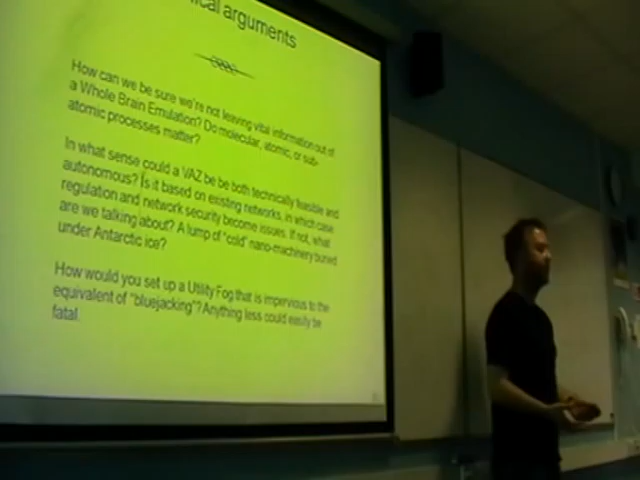 ical arguments
How can we be sure we're not leaving vital information out of
a Whole Brain Emulation? Do molecular, atomic, or sub-
atomic processes matter?
In what sense could a VAZ be be both technically feasible and
autonomous? Is it based on existing networks, in which case
regulation and network security become issues. If not, what
are we talking about? A lump of "cold" nano-machinery buried
under Antarctic ice?
How would you set up a Utility Fog that is impervious to the
equivalent of "bluejacking"? Anything less could easily be
fatal.